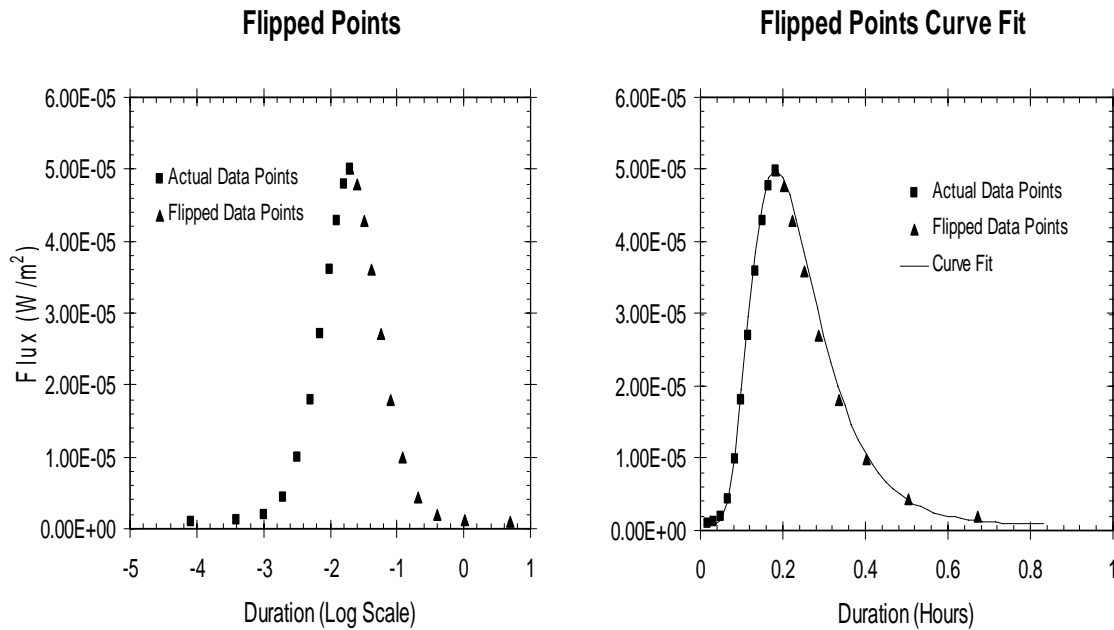 Flipped Points
6.00E-05
5.00E-05
4.00E-05
3.00E-05
2.00E-05
1.00E-05
0.00E+00
Flux (W/m²)
■ Actual Data Points
▲ Flipped Data Points
-5 -4 -3 -2 -1 0 1
Duration (Log Scale)
Flipped Points Curve Fit
6.00E-05
5.00E-05
4.00E-05
3.00E-05
2.00E-05
1.00E-05
0.00E+00
■ Actual Data Points
▲ Flipped Data Points
Curve Fit
0 0.2 0.4 0.6 0.8 1
Duration (Hours)